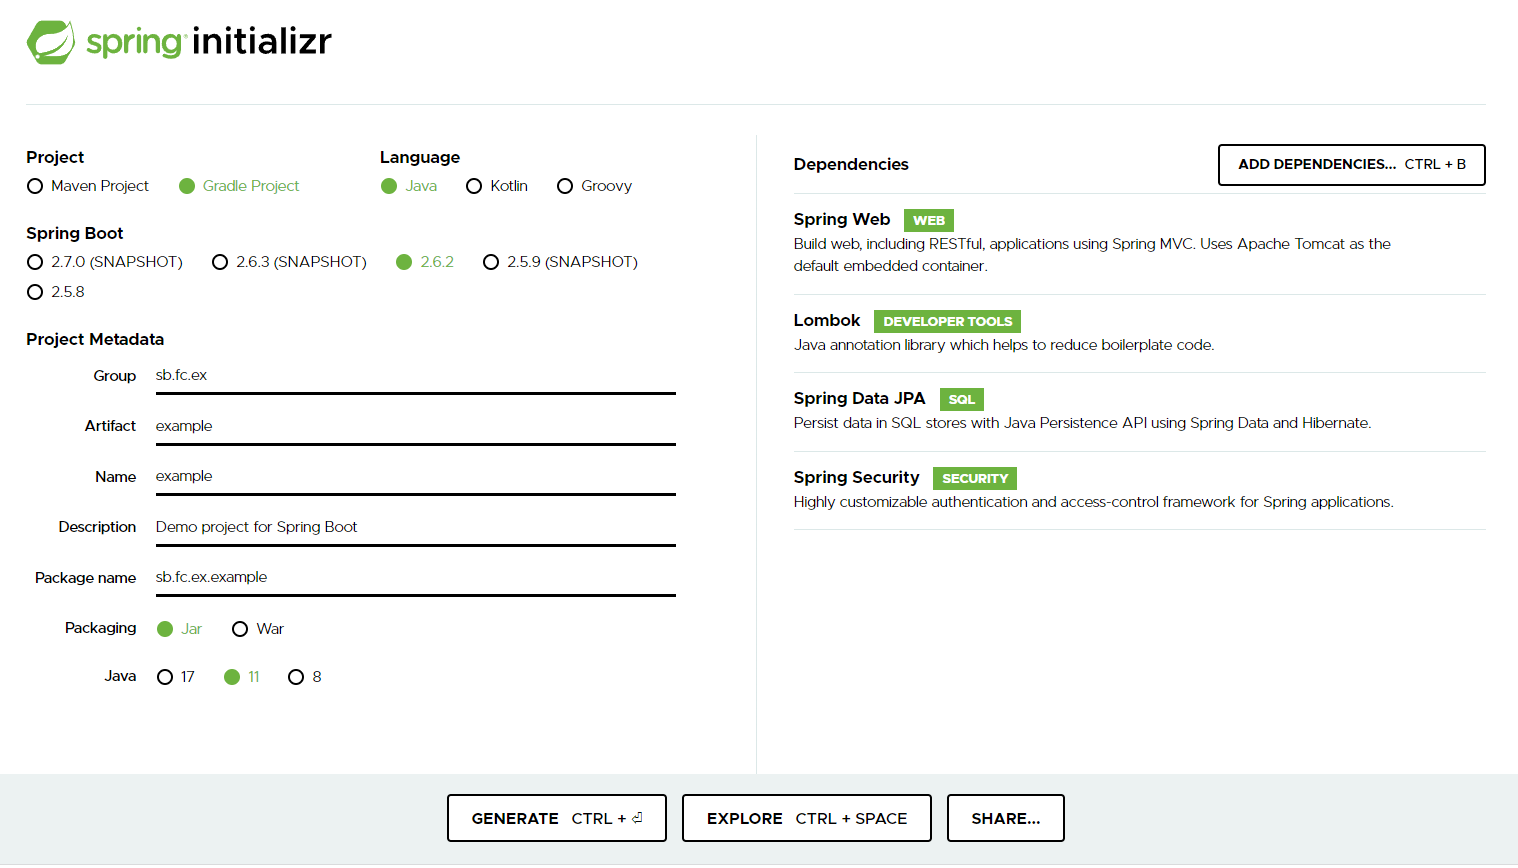 spring initializr
Project
Maven Project Gradle Project
Language
Java Kotlin Groovy
Spring Boot
2.7.0 (SNAPSHOT) 2.6.3 (SNAPSHOT) 2.6.2 2.5.9 (SNAPSHOT)
2.5.8
Project Metadata
Group sb.fc.ex
Artifact example
Name example
Description Demo project for Spring Boot
Package name sb.fc.ex.example
Packaging Jar War
Java 17 11 8
Dependencies
ADD DEPENDENCIES... CTRL + B
Spring Web WEB
Build web, including RESTful, applications using Spring MVC. Uses Apache Tomcat as the
default embedded container.
Lombok DEVELOPER TOOLS
Java annotation library which helps to reduce boilerplate code.
Spring Data JPA SQL
Persist data in SQL stores with Java Persistence API using Spring Data and Hibernate.
Spring Security SECURITY
Highly customizable authentication and access-control framework for Spring applications.
GENERATE CTRL + ⏎
EXPLORE CTRL + SPACE
SHARE...